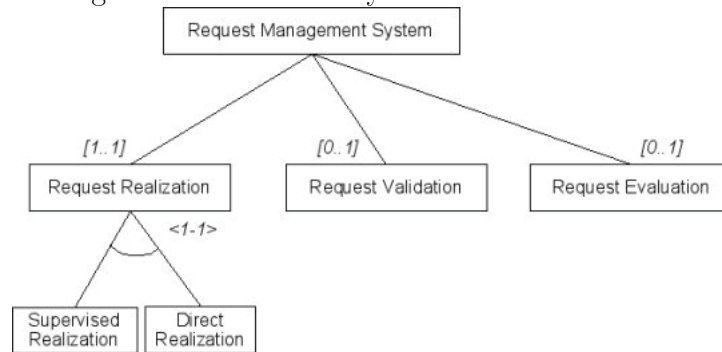 Request Management System
[1..1]
[0..1]
[0..1]
Request Realization
Request Validation
Request Evaluation
<1-1>
Supervised
Realization
Direct
Realization